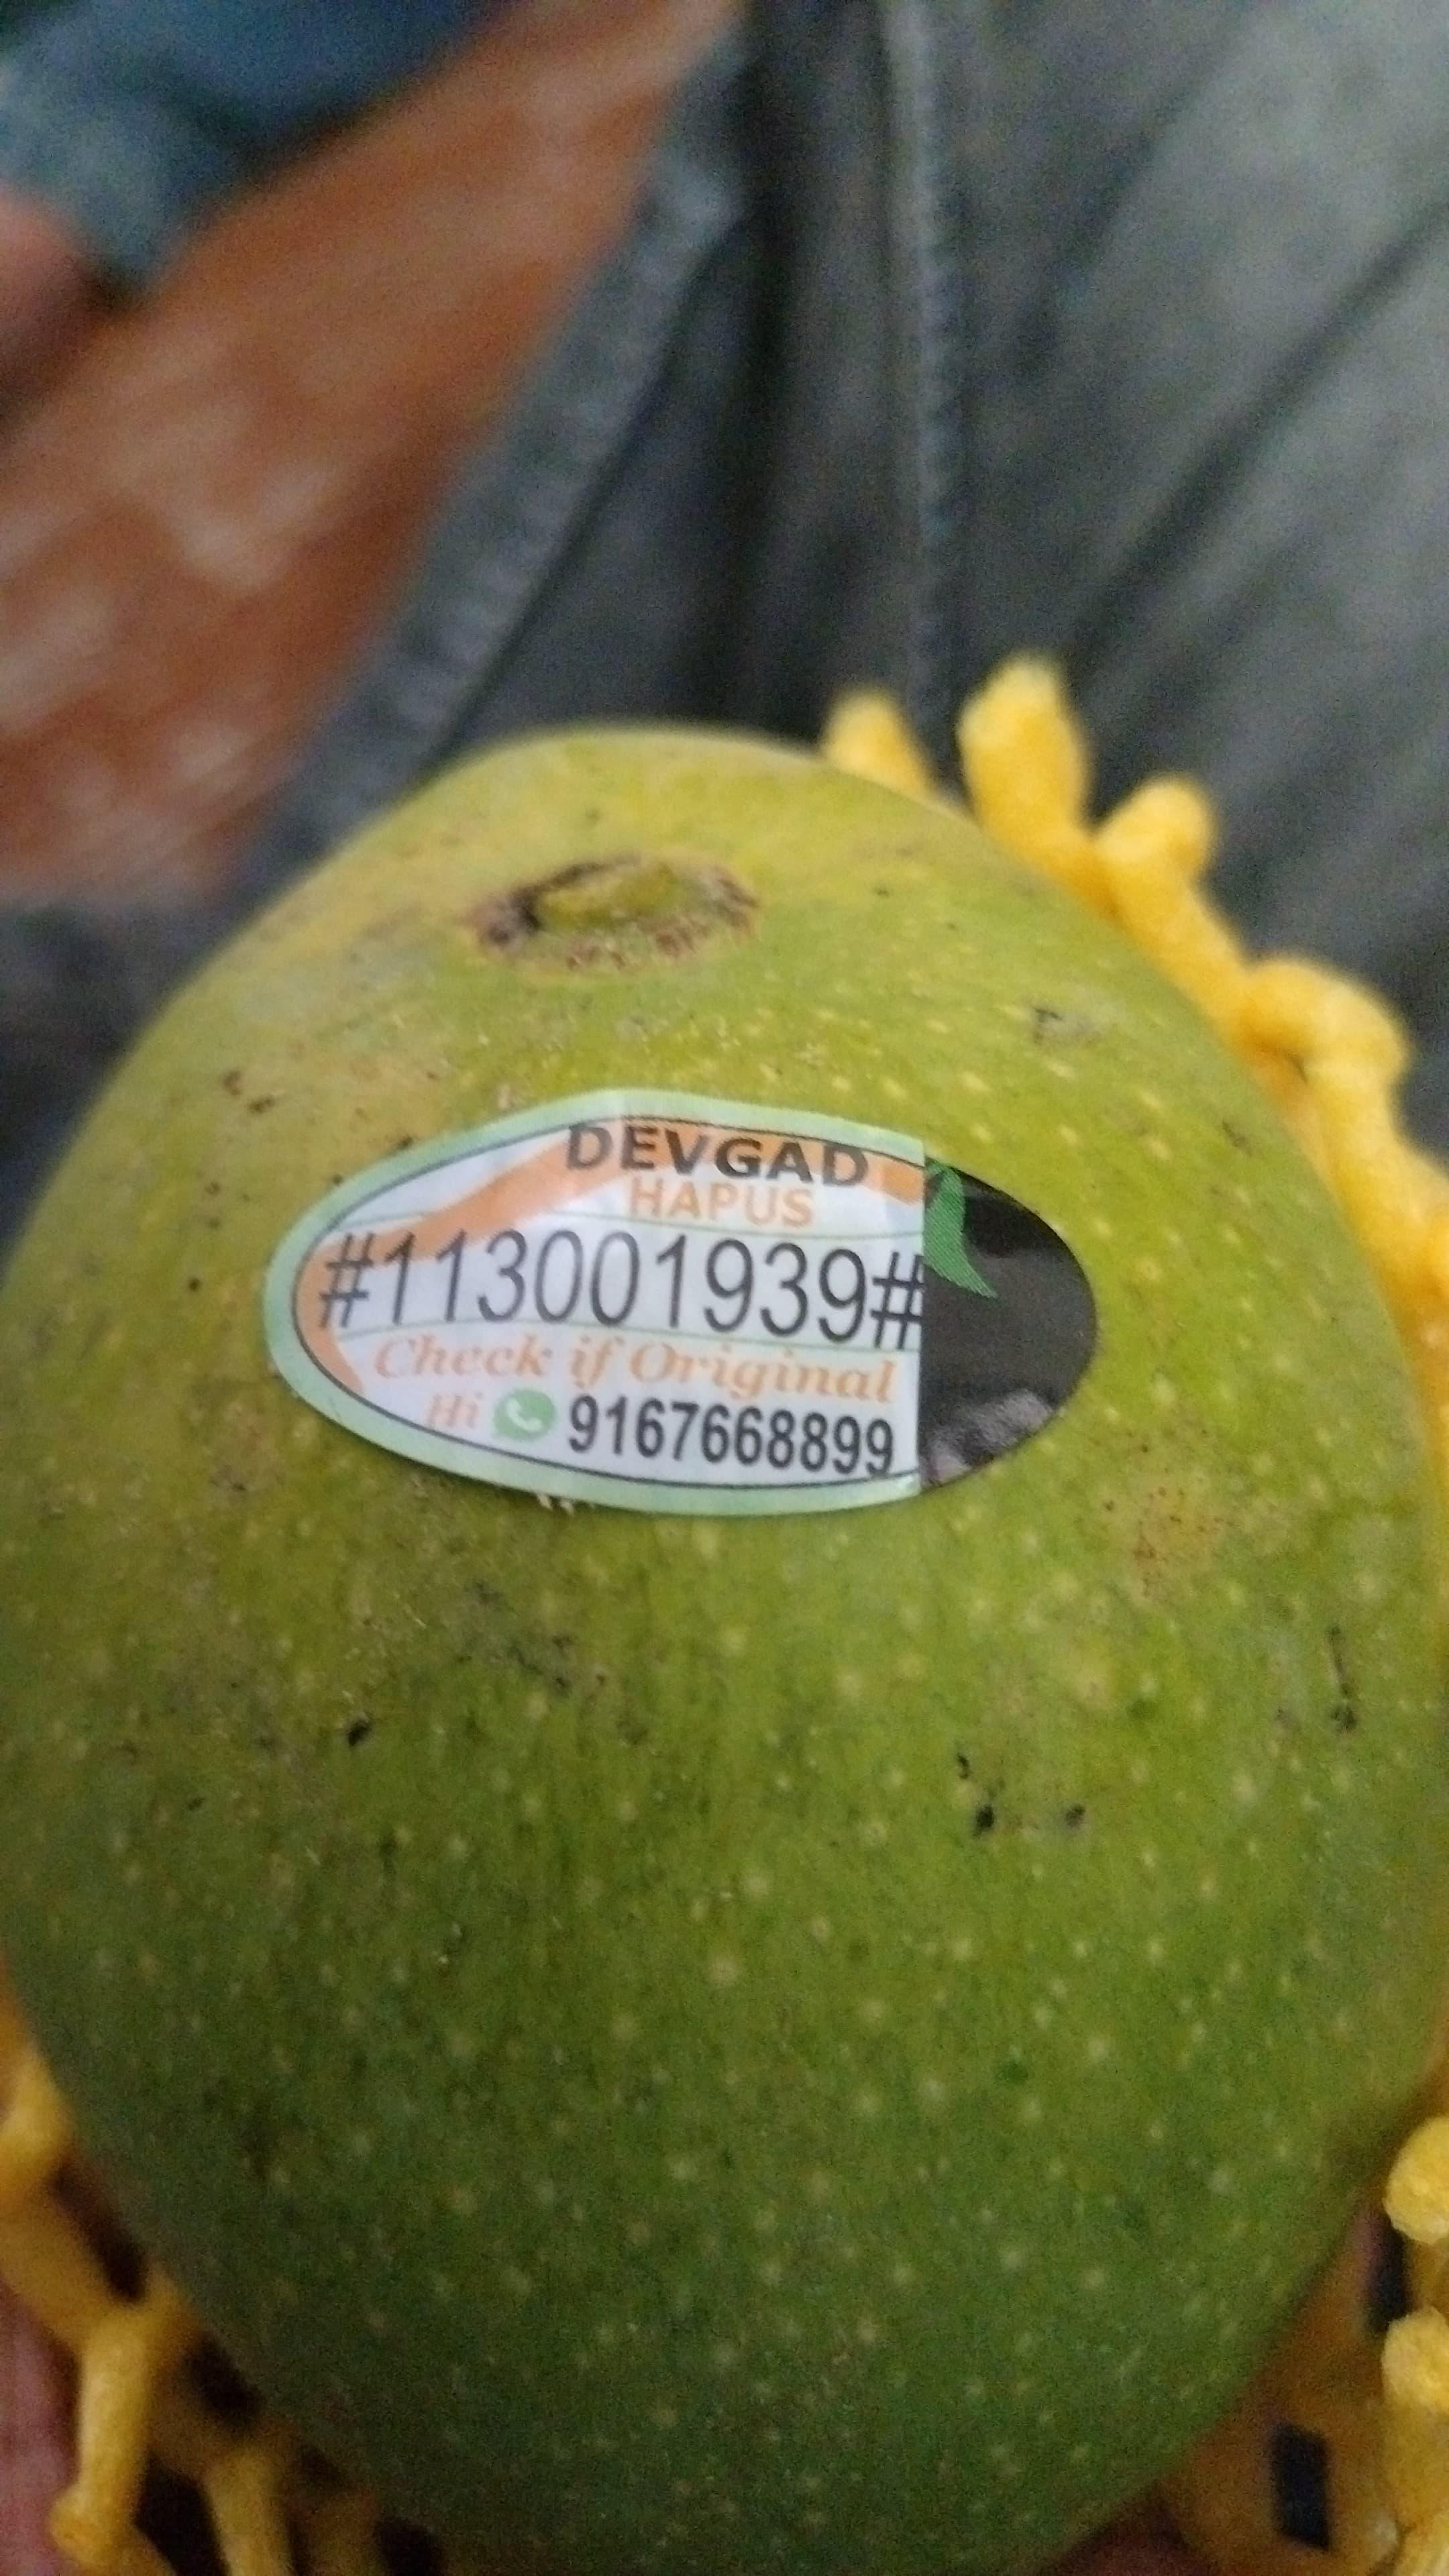 DEVGAD
HAPUS
#113001939#
Check if Original
Hi 9167668899